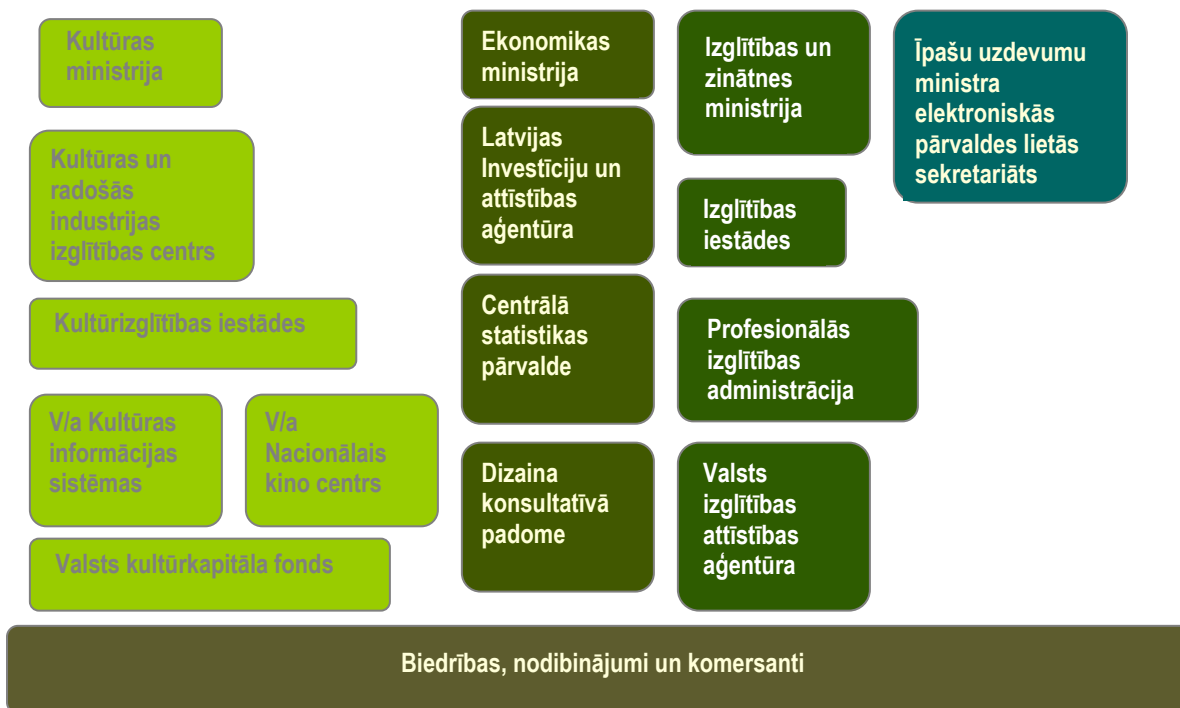 Kultūras
ministrija
Kultūras un
radošās
industrijas
izglītības centrs
Kultūrizglītības iestādes
V/a Kultūras
informācijas
sistēmas
V/a
Nacionālais
kino centrs
Valsts kultūrkapitāla fonds
Ekonomikas
ministrija
Latvijas
Investīciju un
attīstības
aģentūra
Centrālā
statistikas
pārvalde
Dizaina
konsultatīvā
padome
Izglītības un
zinātnes
ministrija
Izglītības
iestādes
Profesionālās
izglītības
administrācija
Valsts
izglītības
attīstības
aģentūra
Īpašu uzdevumu
ministra
elektroniskās
pārvaldes lietās
sekretariāts
Biedrības, nodibinājumi un komersanti